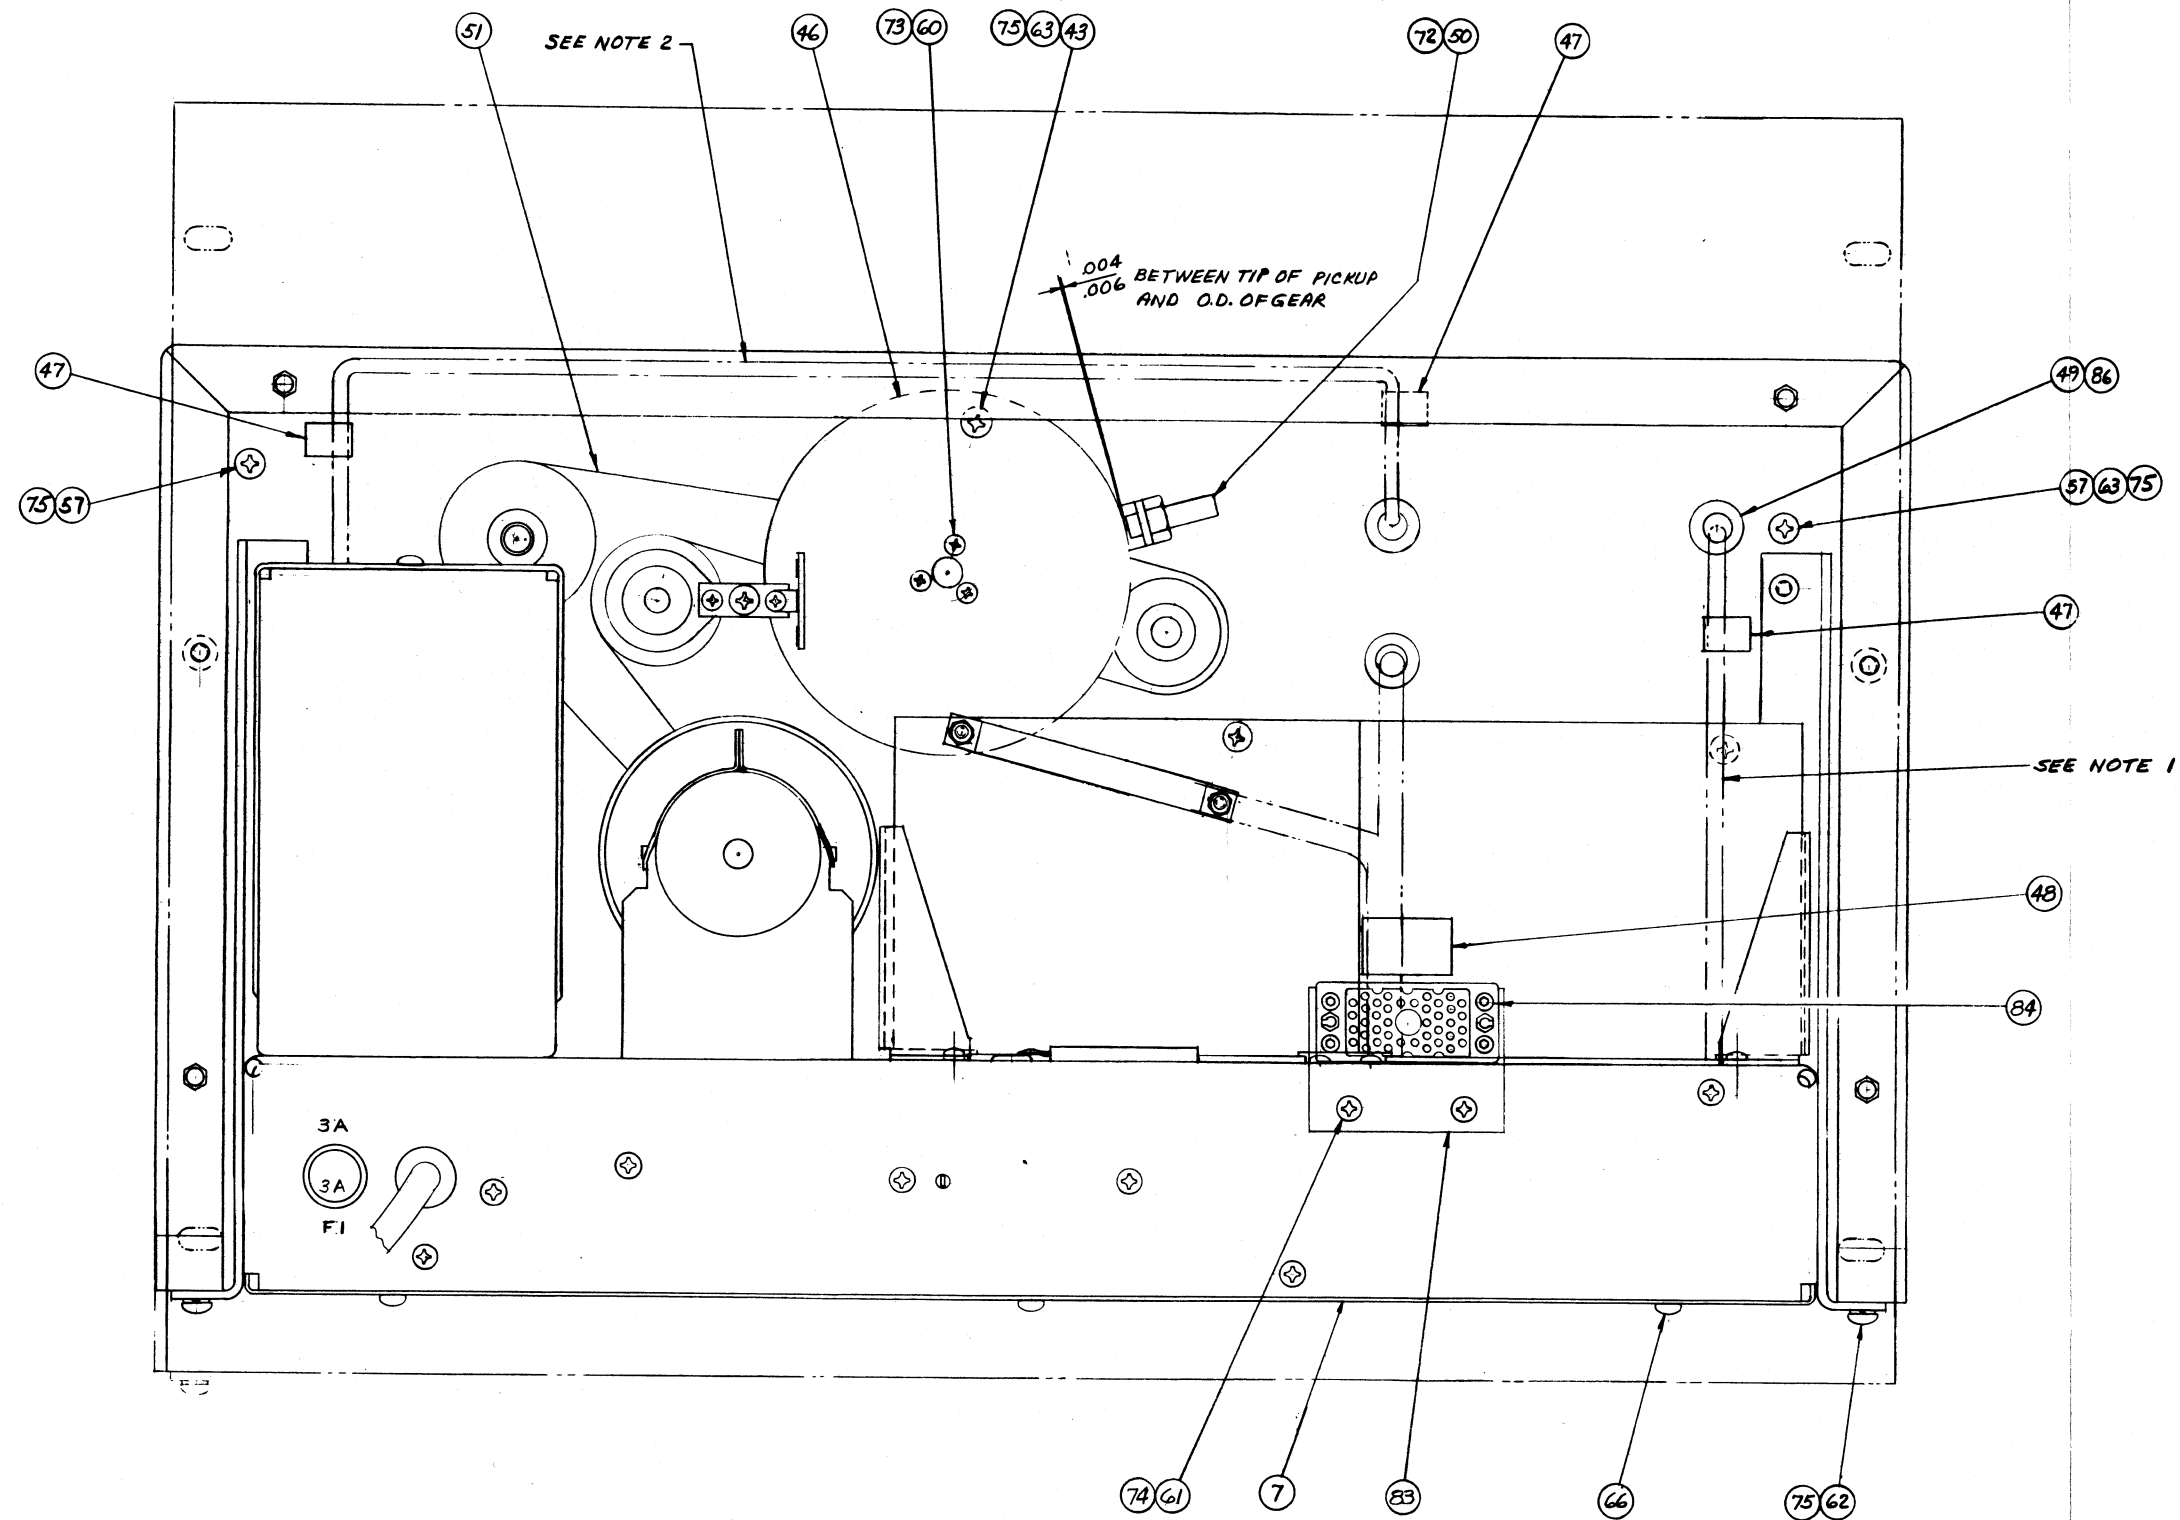 51
SEE NOTE 2
46
73 60
75 63 43
72 50
47
.004
.006 BETWEEN TIP OF PICKUP
AND O.D. OF GEAR
47
49 86
75 57
57 63 75
47
SEE NOTE 1
48
84
3A
3A
F1
74 61
7
83
66
75 62